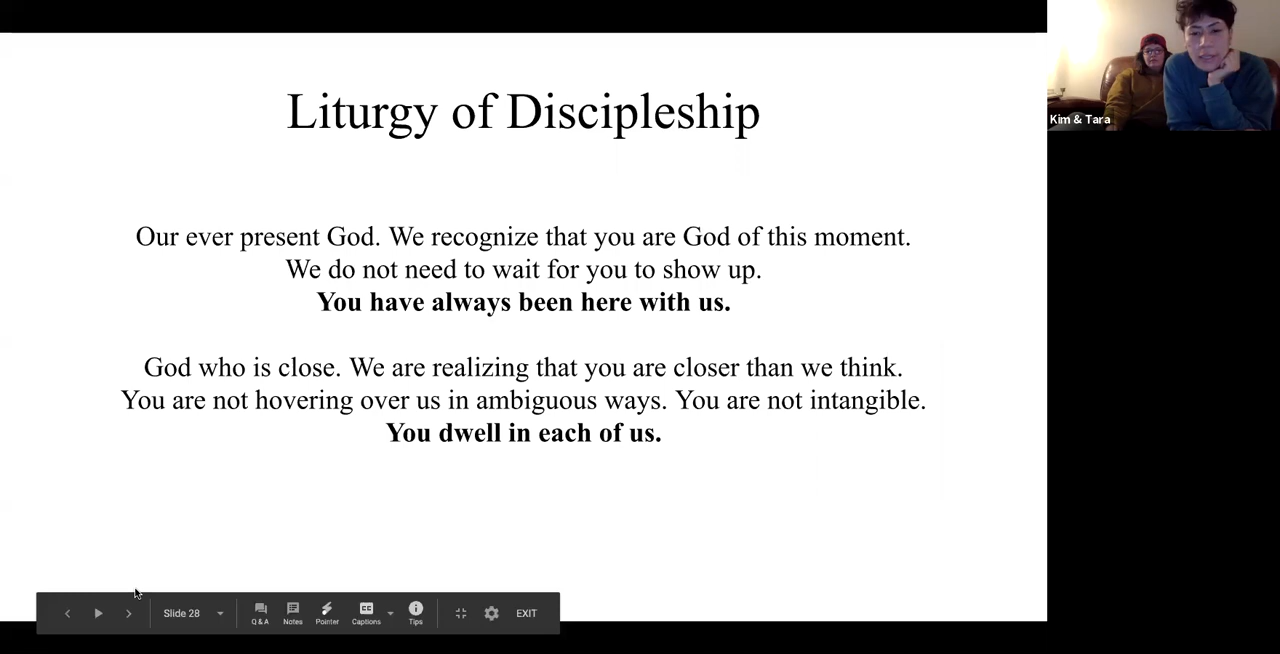 Liturgy of Discipleship
Our ever present God. We recognize that you are God of this moment.
We do not need to wait for you to show up.
You have always been here with us.
God who is close. We are realizing that you are closer than we think.
You are not hovering over us in ambiguous ways. You are not intangible.
You dwell in each of us.
Kim & Tara
Slide 28
Q & A
Notes
Pointer
CC
Captions
Tips
EXIT